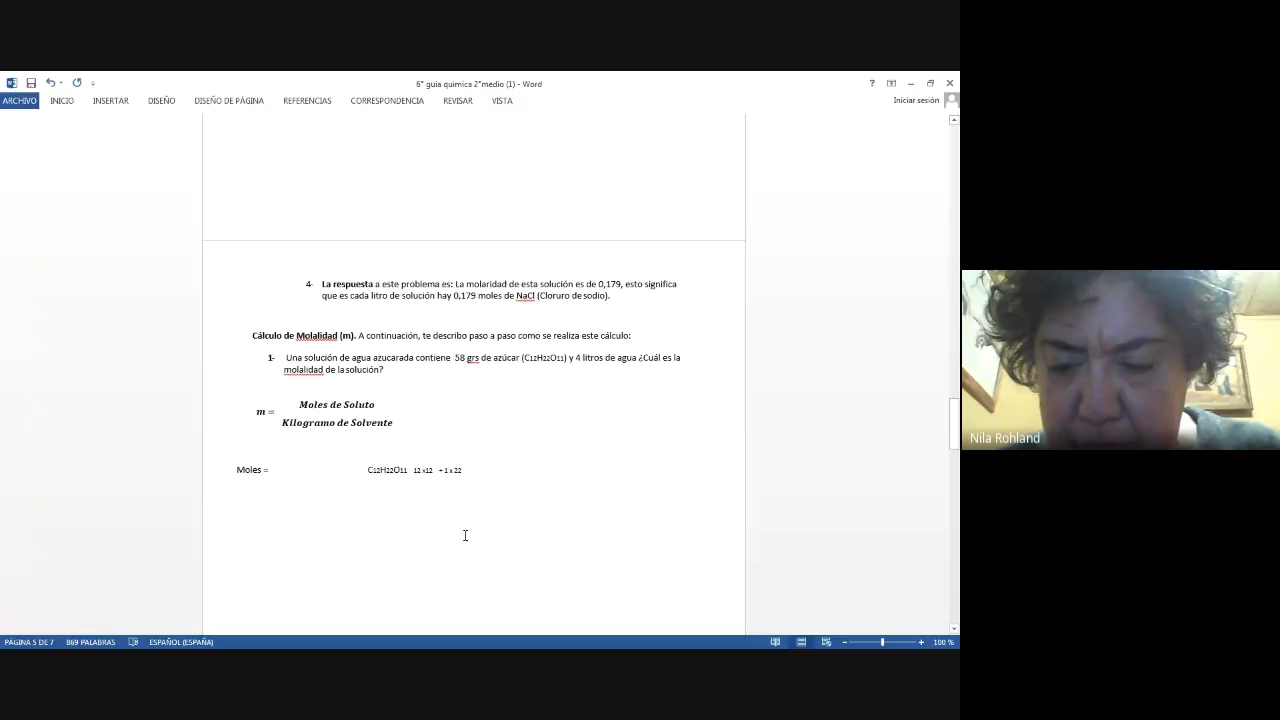 6° guia quimica 2°medio (1) - Word
ARCHIVO INICIO INSERTAR DISEÑO DISEÑO DE PÁGINA REFERENCIAS CORRESPONDENCIA REVISAR VISTA Iniciar sesión
4- La respuesta a este problema es: La molaridad de esta solución es de 0,179, esto significa
que es cada litro de solución hay 0,179 moles de NaCl (Cloruro de sodio).
Cálculo de Molalidad (m). A continuación, te describo paso a paso como se realiza este cálculo:
1- Una solución de agua azucarada contiene 58 grs de azúcar (C12H22O11) y 4 litros de agua ¿Cuál es la
molalidad de la solución?
m = Moles de Soluto
Kilogramo de Solvente
Moles = C12H22O11 12 x12 + 1 x 22
Nila Rohland
PÁGINA 5 DE 7 869 PALABRAS ESPAÑOL (ESPAÑA) 100 %